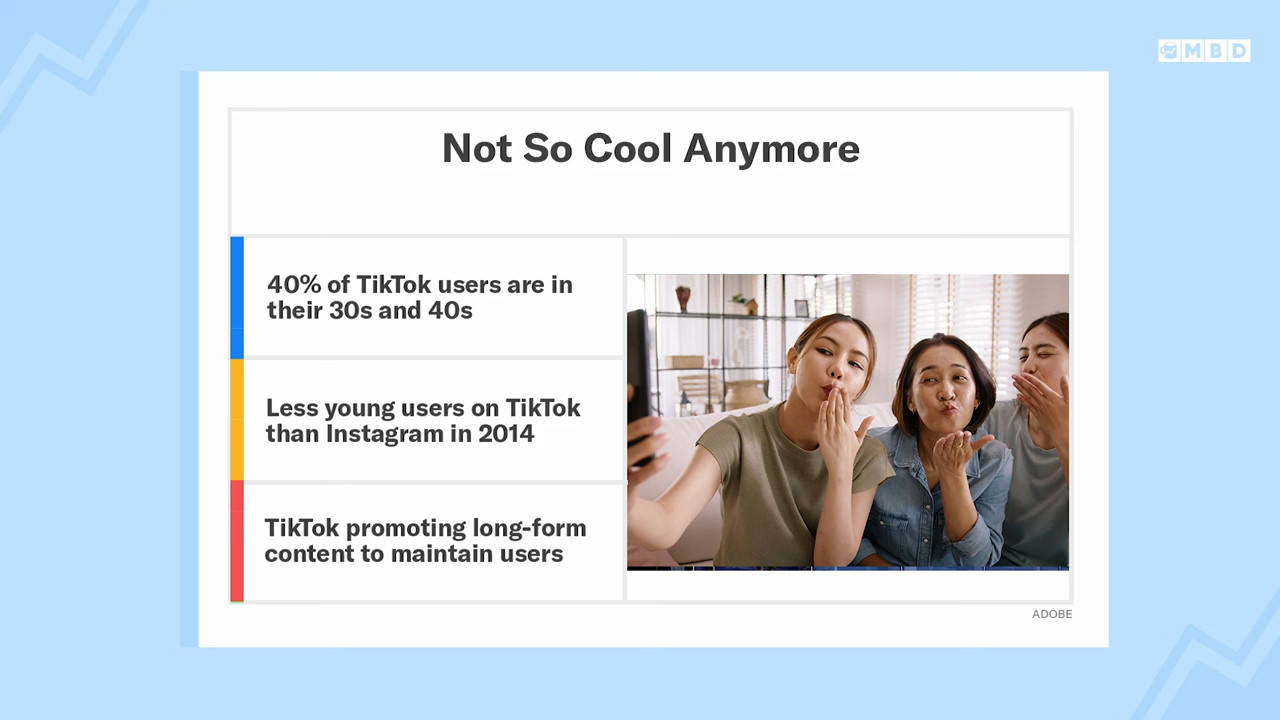 MBD
Not So Cool Anymore
40% of TikTok users are in
their 30s and 40s
Less young users on TikTok
than Instagram in 2014
TikTok promoting long-form
content to maintain users
ADOBE